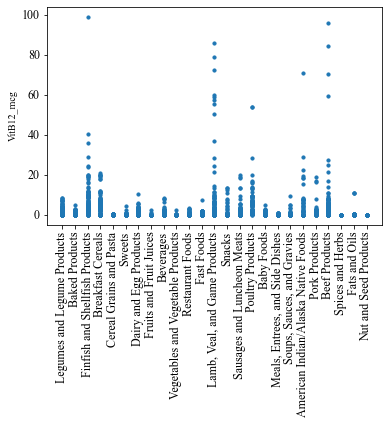 VitB12_mcg
100
80
60
40
20
0
Legumes and Legume Products
Baked Products
Finfish and Shellfish Products
Breakfast Cereals
Cereal Grains and Pasta
Sweets
Dairy and Egg Products
Fruits and Fruit Juices
Beverages
Vegetables and Vegetable Products
Restaurant Foods
Fast Foods
Lamb, Veal, and Game Products
Snacks
Sausages and Luncheon Meats
Poultry Products
Baby Foods
Meals, Entrees, and Side Dishes
Soups, Sauces, and Gravies
American Indian/Alaska Native Foods
Pork Products
Beef Products
Spices and Herbs
Fats and Oils
Nut and Seed Products